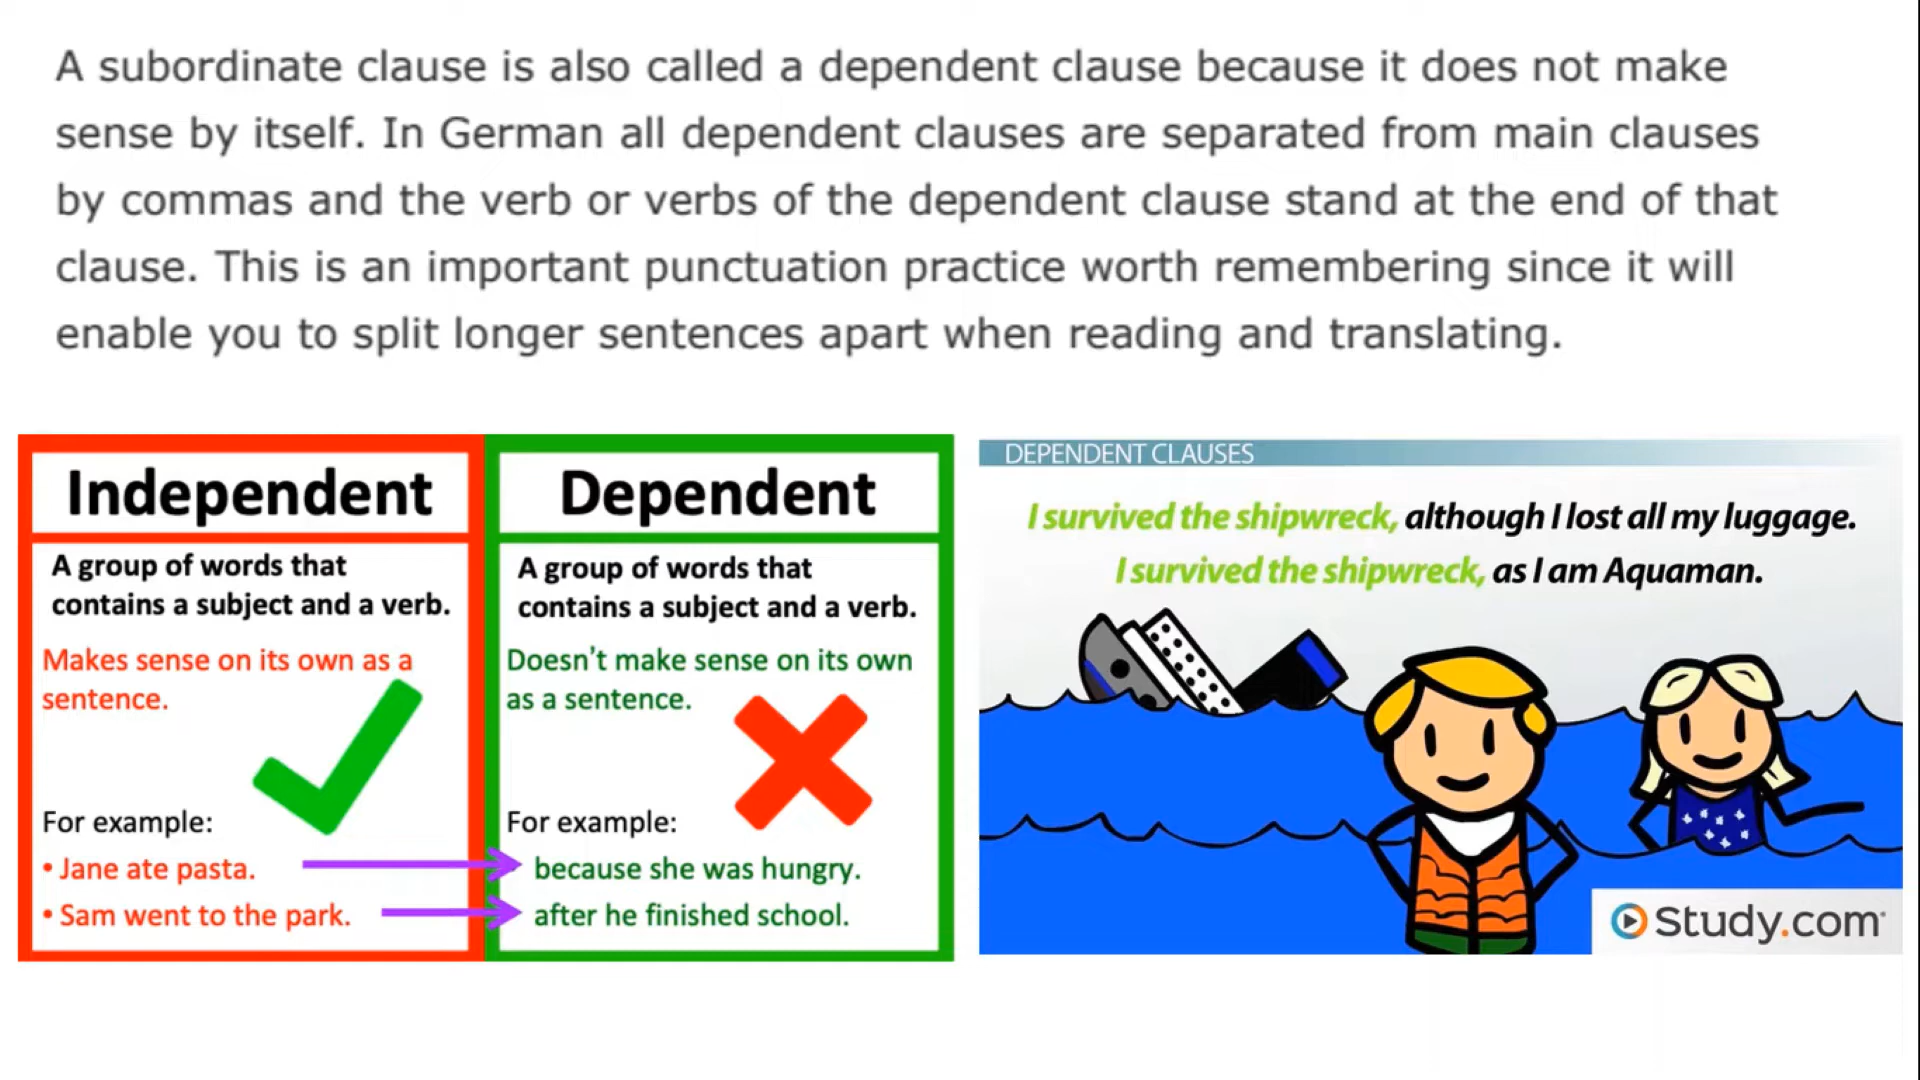 A subordinate clause is also called a dependent clause because it does not make
sense by itself. In German all dependent clauses are separated from main clauses
by commas and the verb or verbs of the dependent clause stand at the end of that
clause. This is an important punctuation practice worth remembering since it will
enable you to split longer sentences apart when reading and translating.
Independent
A group of words that
contains a subject and a verb.
Makes sense on its own as a
sentence.
For example:
• Jane ate pasta.
• Sam went to the park.
Dependent
A group of words that
contains a subject and a verb.
Doesn't make sense on its own
as a sentence.
For example:
because she was hungry.
after he finished school.
DEPENDENT CLAUSES
I survived the shipwreck, although I lost all my luggage.
I survived the shipwreck, as I am Aquaman.
Study.com